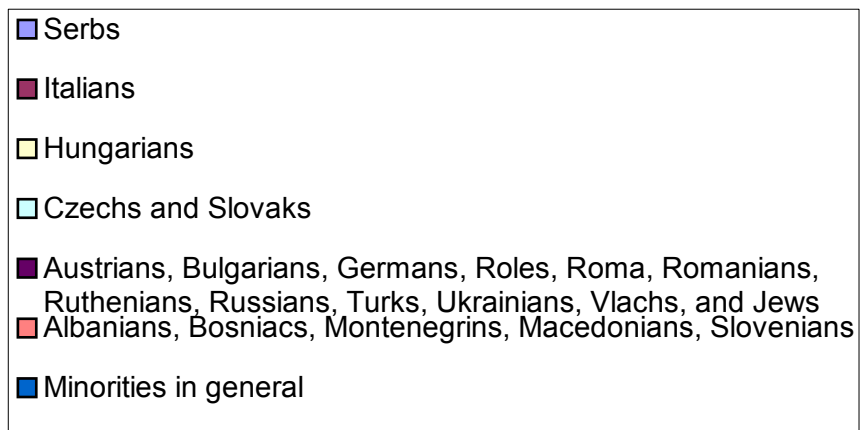 Serbs
Italians
Hungarians
Czechs and Slovaks
Austrians, Bulgarians, Germans, Roles, Roma, Romanians,
Ruthenians, Russians, Turks, Ukrainians, Vlachs, and Jews
Albanians, Bosniacs, Montenegrins, Macedonians, Slovenians
Minorities in general